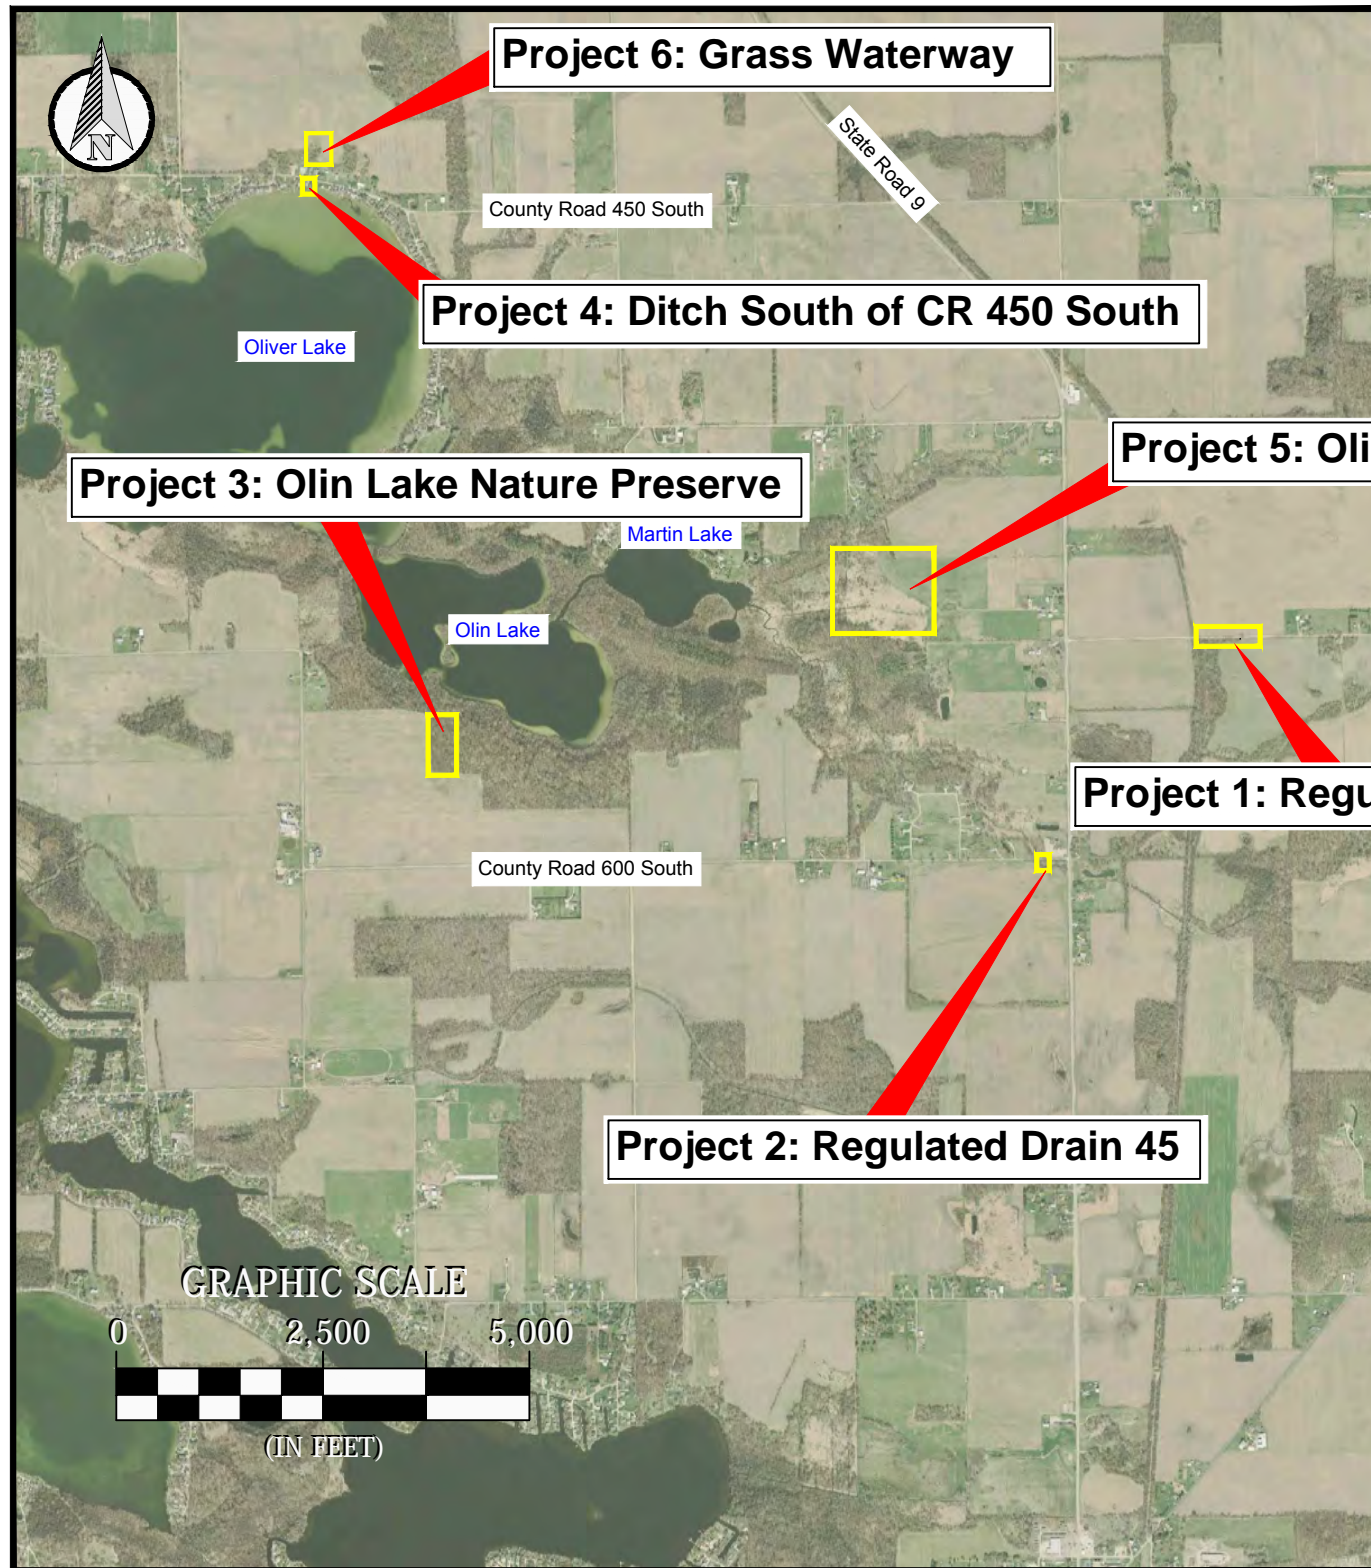 Project 6: Grass Waterway
N
State Road 9
County Road 450 South
Project 4: Ditch South of CR 450 South
Oliver Lake
Project 5: Oli
Project 3: Olin Lake Nature Preserve
Martin Lake
Olin Lake
Project 1: Regu
County Road 600 South
Project 2: Regulated Drain 45
GRAPHIC SCALE
0 2,500 5,000
(IN FEET)